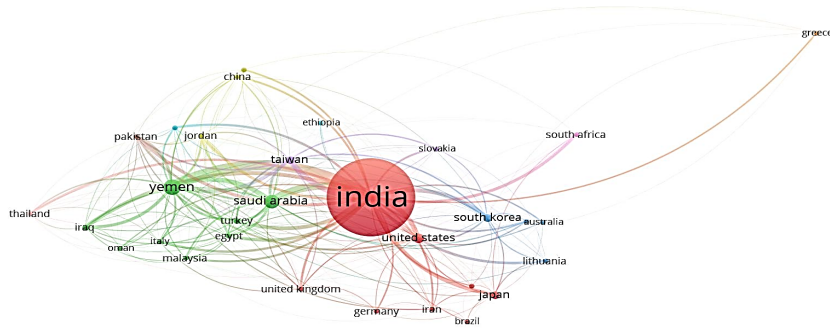 greece
china
ethiopia
pakistan
jordan
south africa
slovakia
taiwan
yemen
saudi arabia
india
thailand
turkey
south korea
iraq
australia
egypt
united states
italy
oman
malaysia
lithuania
united kingdom
japan
germany
iran
brazil